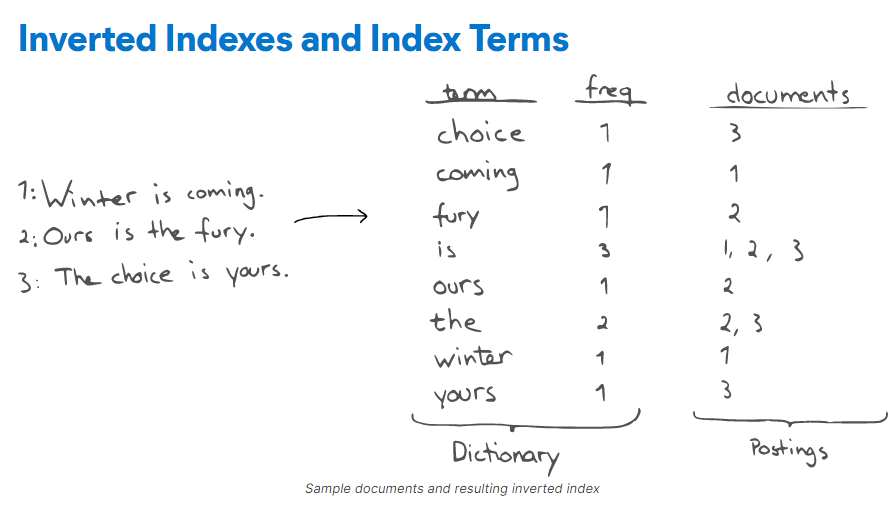 Inverted Indexes and Index Terms
1: Winter is coming.
2: Ours is the fury.
3: The choice is yours.
term freq documents
choice 1 3
coming 1 1
fury 1 2
is 3 1, 2, 3
ours 1 2
the 2 2, 3
winter 1 1
yours 1 3
Dictionary Postings
Sample documents and resulting inverted index